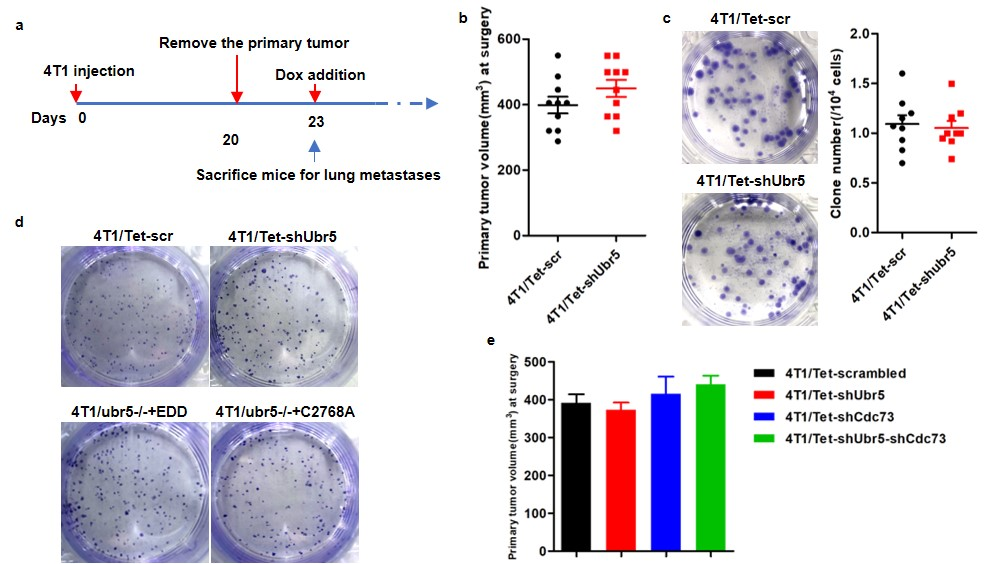 a
4T1 injection
Remove the primary tumor
Dox addition
Days 0
20
23
Sacrifice mice for lung metastases
b
Primary tumor volume(mm³) at surgery
600
400
200
0
4T1/Tet-scr
4T1/Tet-shUbr5
c
4T1/Tet-scr
4T1/Tet-shUbr5
Clone number(/10⁴ cells)
2.0
1.5
1.0
0.5
0.0
4T1/Tet-scr
4T1/Tet-shubr5
d
4T1/Tet-scr
4T1/Tet-shUbr5
4T1/ubr5-/-+EDD
4T1/ubr5-/-+C2768A
e
Primary tumor volume(mm³) at surgery
500
400
300
200
100
0
4T1/Tet-scrambled
4T1/Tet-shUbr5
4T1/Tet-shCdc73
4T1/Tet-shUbr5-shCdc73